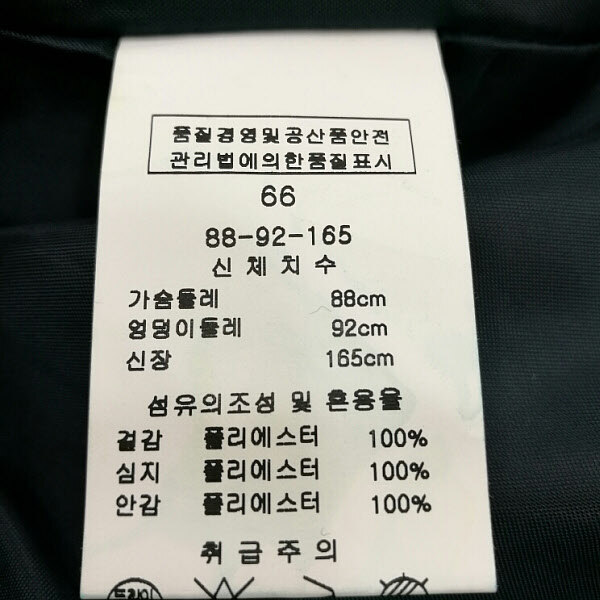 품질경영및공산품안전
관리법에의한품질표시
66
88-92-165
신체치수
가슴둘레 88cm
엉덩이둘레 92cm
신장 165cm
섬유의조성 및 혼용율
겉감 폴리에스터 100%
심지 폴리에스터 100%
안감 폴리에스터 100%
취급주의
드라이